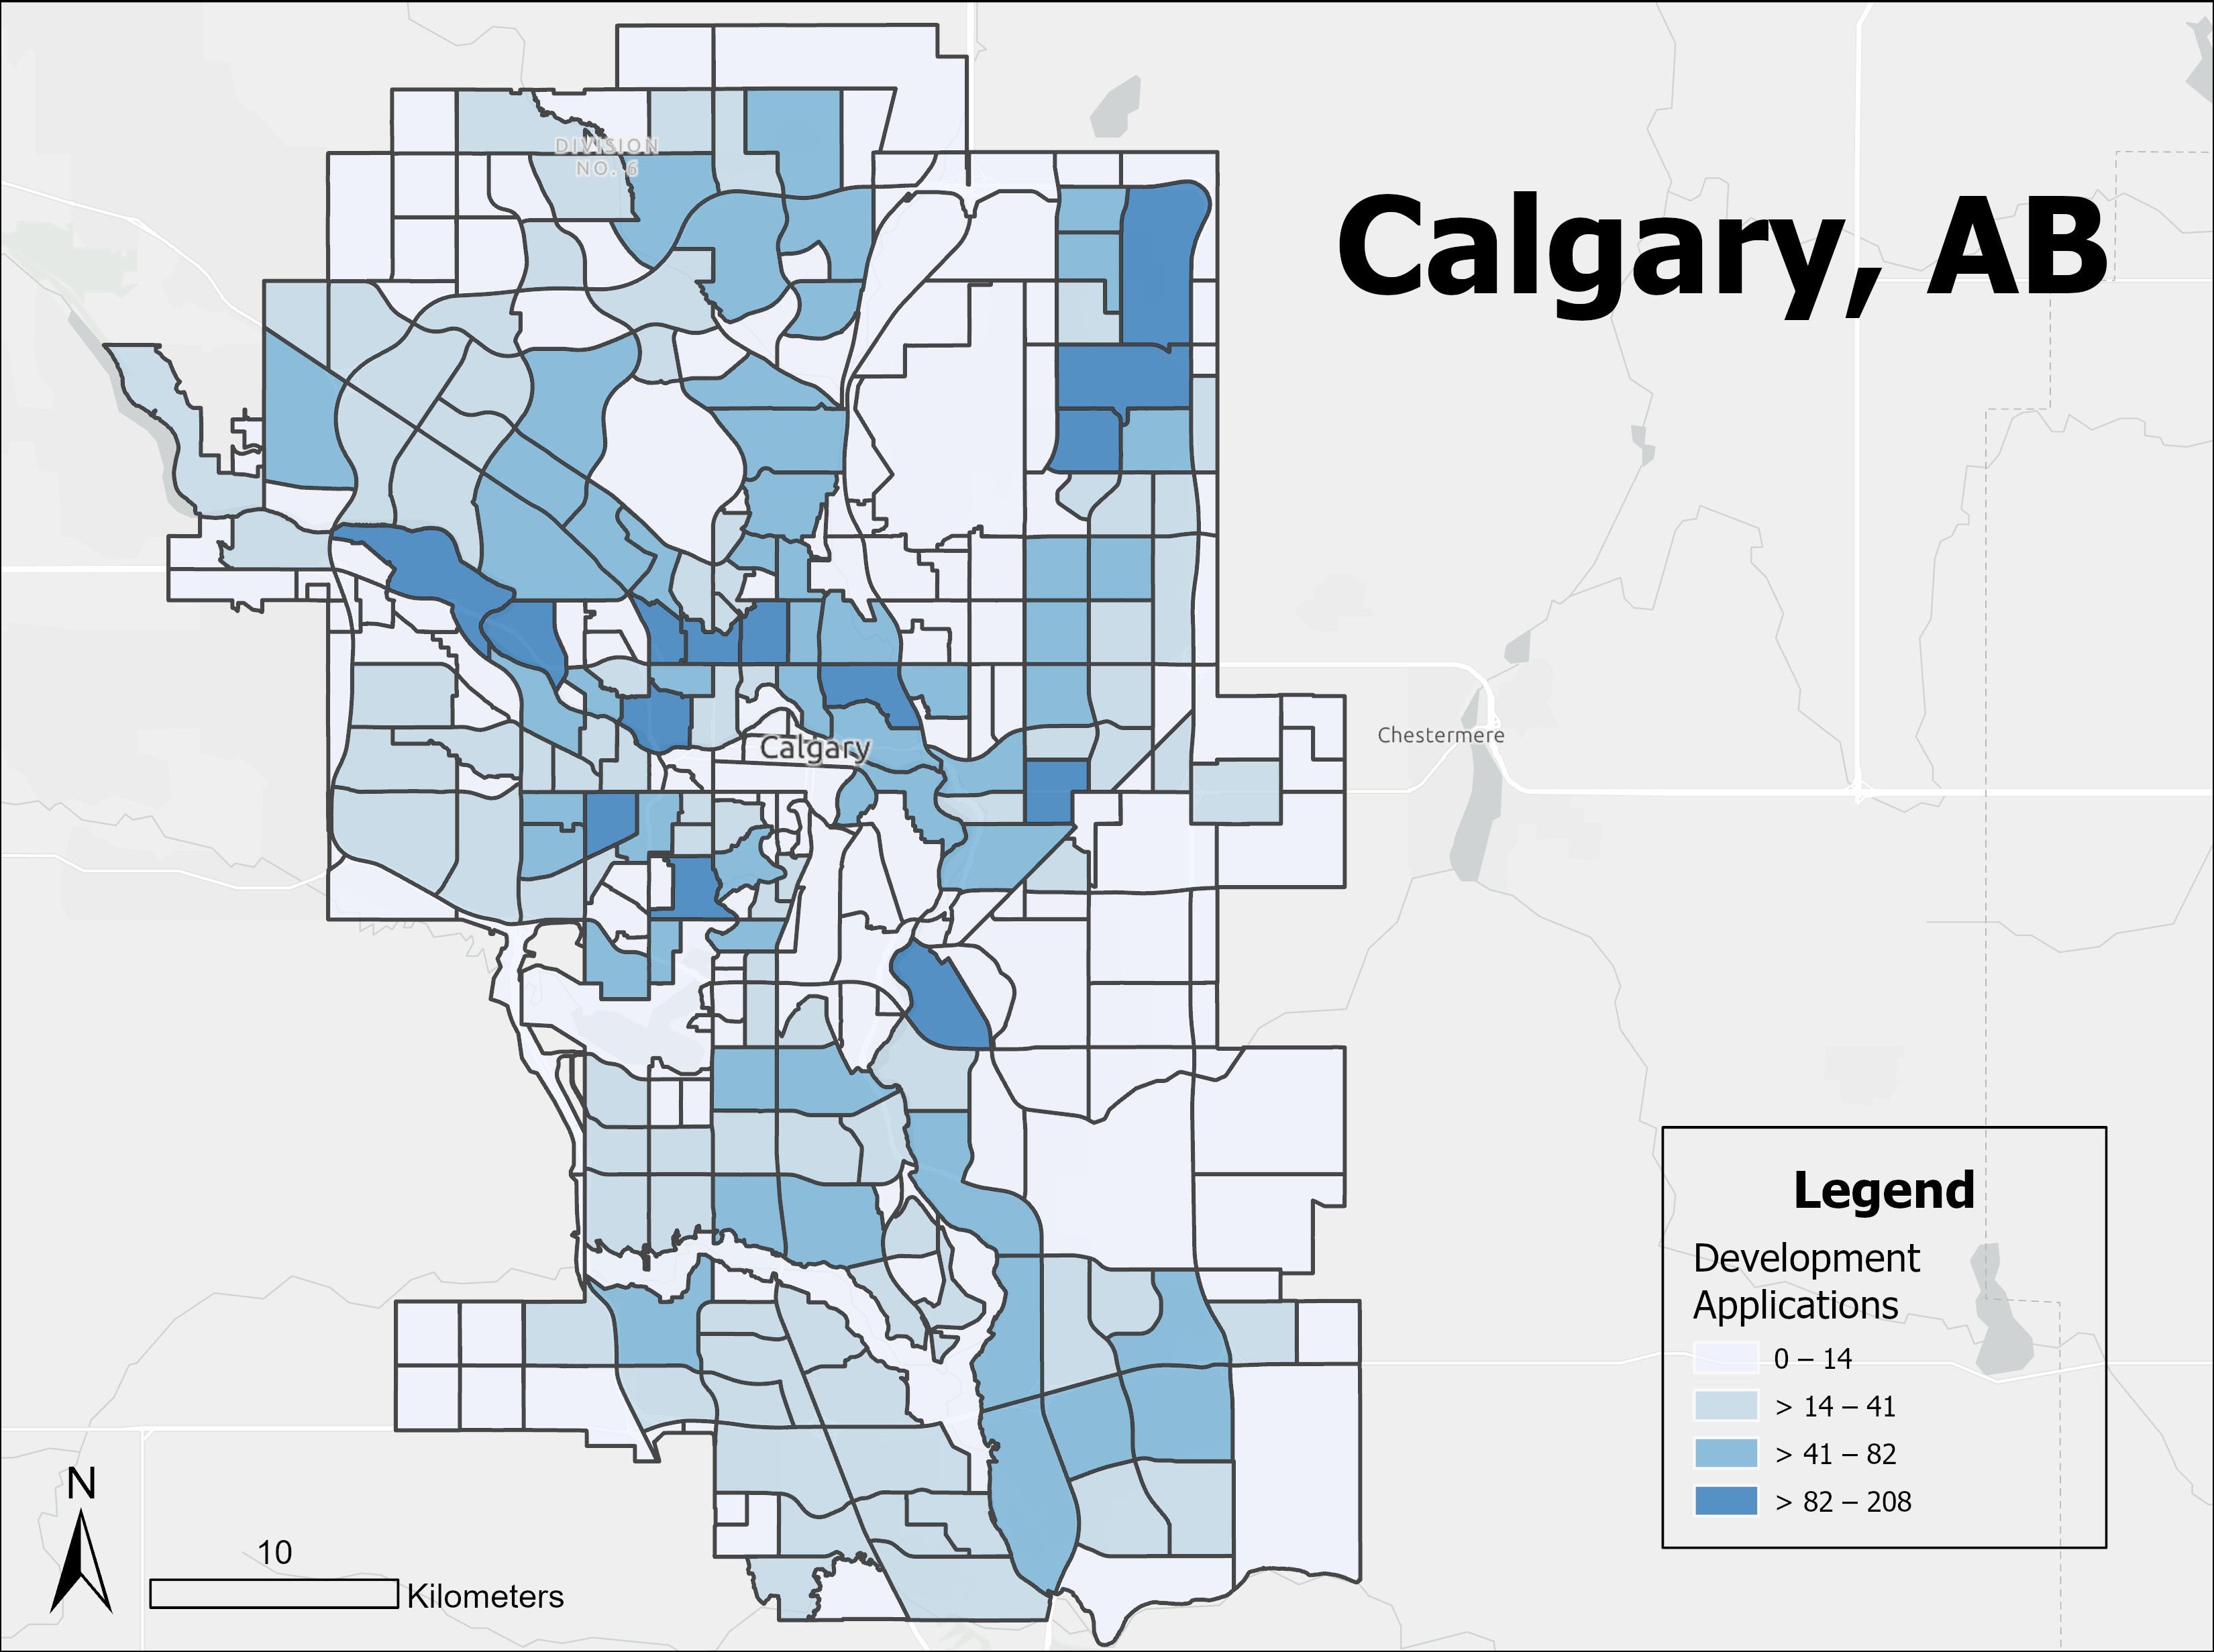 DIVISION
NO. 6
Calgary, AB
Chestermere
Calgary
Legend
Development
Applications
0 – 14
> 14 – 41
> 41 – 82
> 82 – 208
N
10
Kilometers